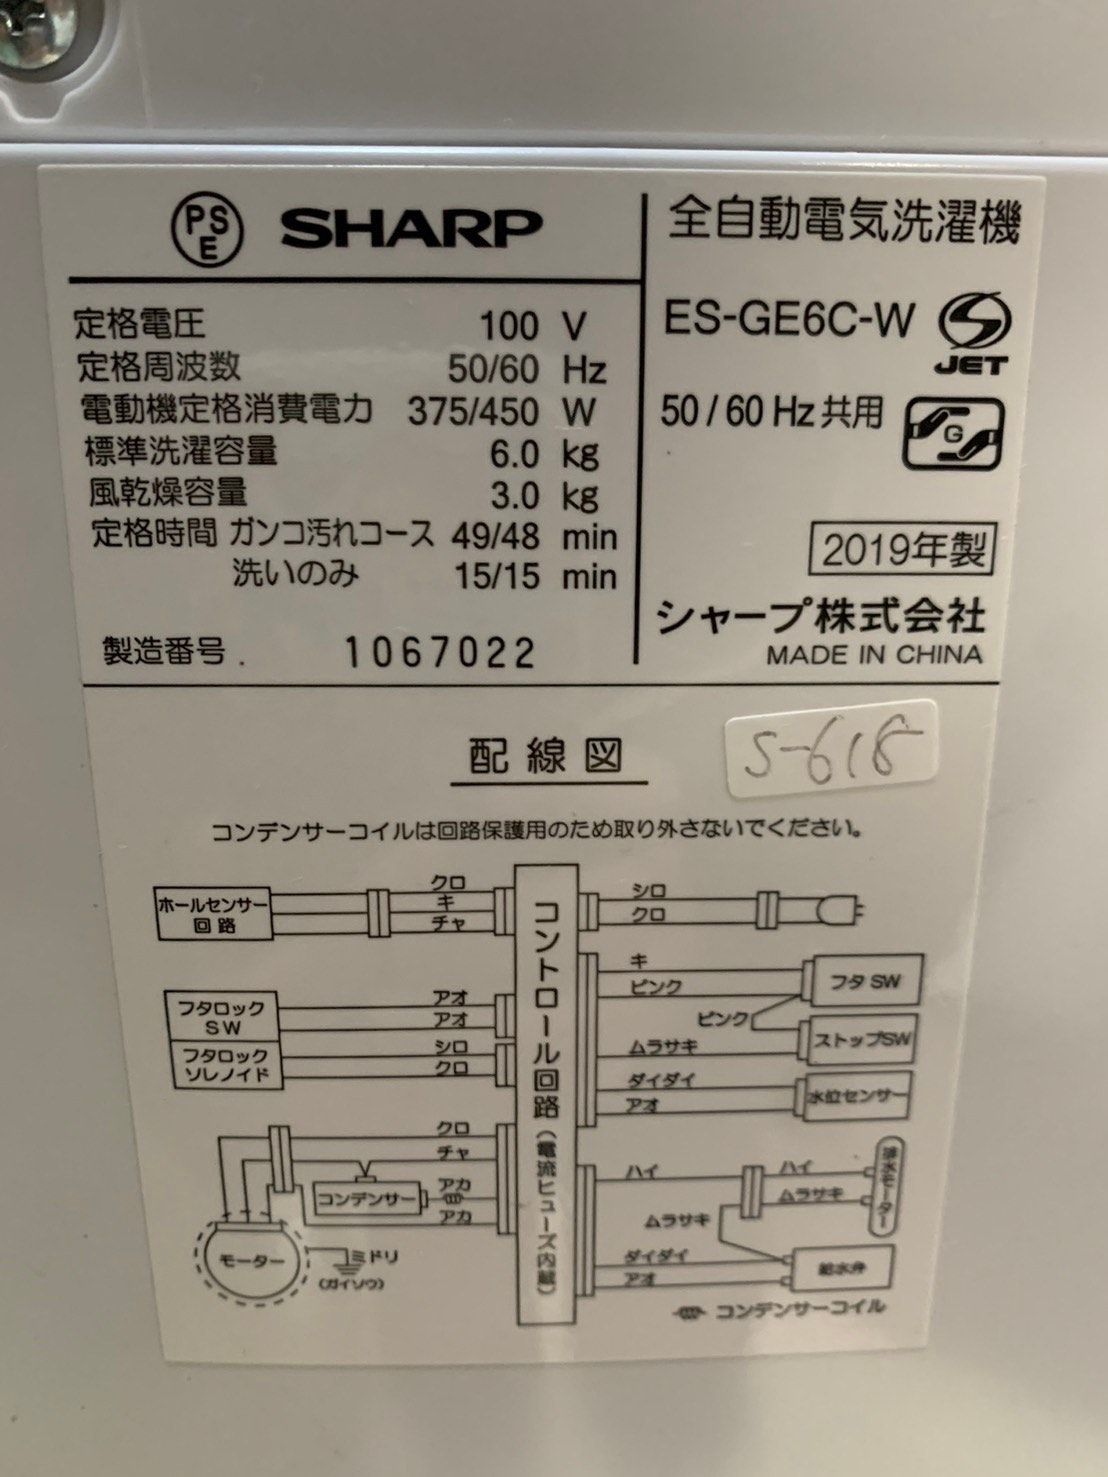 PSE SHARP
定格電圧 100 V
定格周波数 50/60 Hz
電動機定格消費電力 375/450 W
標準洗濯容量 6.0 kg
風乾燥容量 3.0 kg
定格時間 ガンコ汚れコース 49/48 min
洗いのみ 15/15 min
製造番号 1067022
全自動電気洗濯機
ES-GE6C-W
JET
50/60 Hz 共用
G
2019年製
シャープ株式会社
MADE IN CHINA
配線図
S-618
コンデンサーコイルは回路保護用のため取り外さないでください。
ホールセンサー
回路
クロ
キ
チャ
フタロック
SW
アオ
アオ
フタロック
ソレノイド
シロ
クロ
クロ
チャ
コンデンサー
アカ
アカ
モーター
ミドリ
(ガイソウ)
コントロール回路(電流ヒューズ内蔵)
シロ
クロ
キ
ピンク
フタ SW
ピンク
ストップSW
ムラサキ
ダイダイ
アオ
水位センサー
ハイ
ハイ
ムラサキ
排水モーター
ムラサキ
ダイダイ
アオ
給水弁
コンデンサーコイル